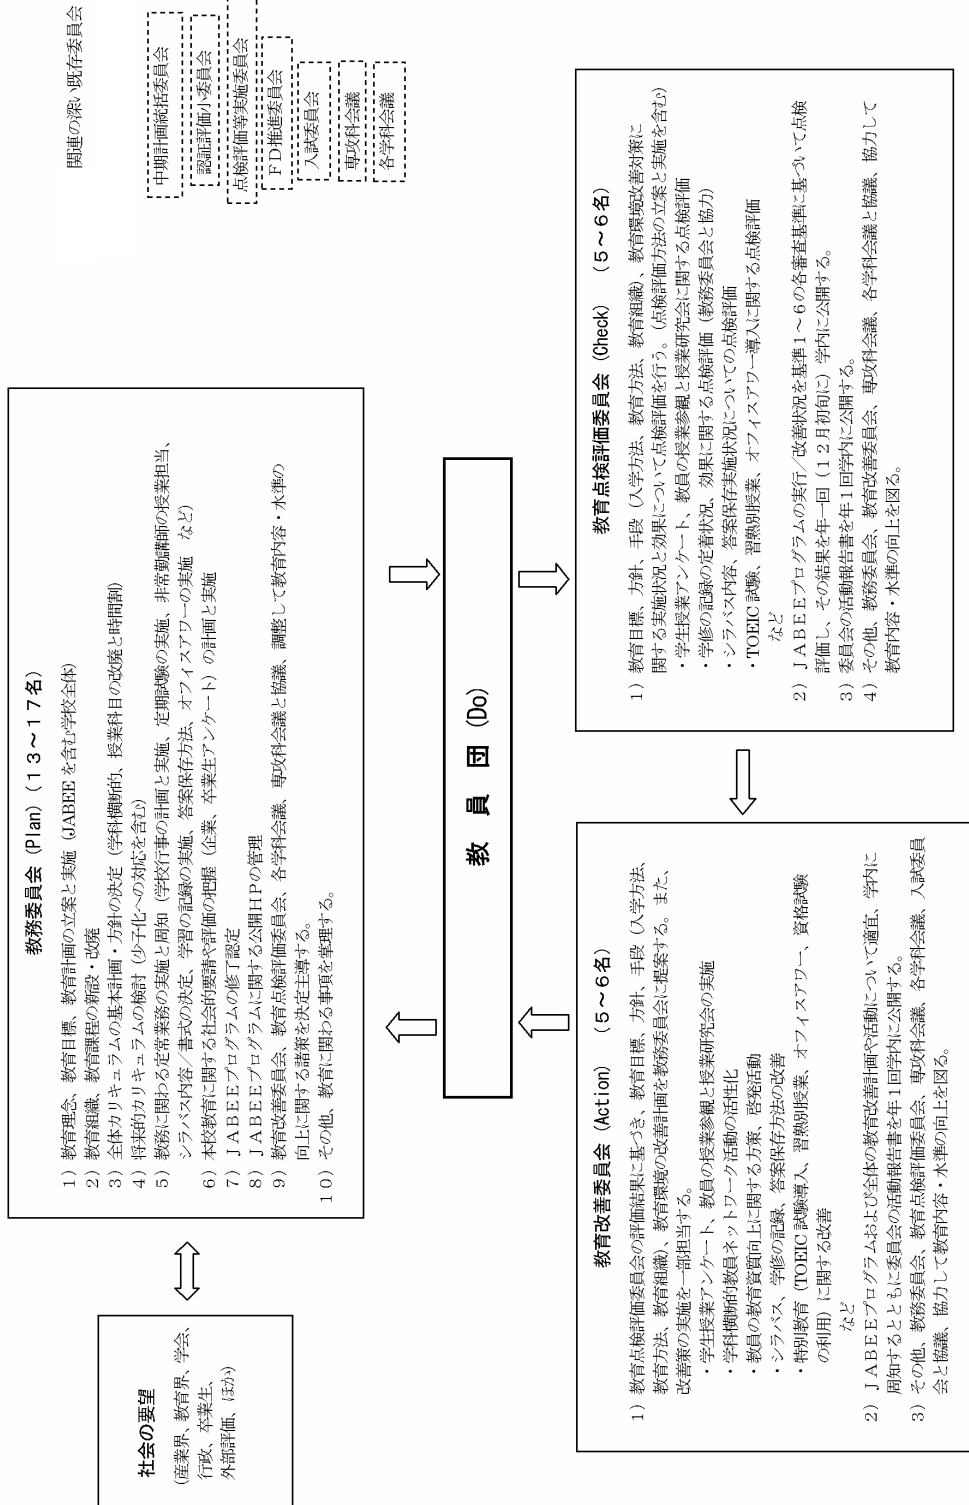 関連の深い既存委員会
中期計画統括委員会
認証評価小委員会
点検評価等実施委員会
ＦＤ推進委員会
入試委員会
専攻科会議
各学科会議
社会の要望
（産業界、教育界、学会、
行政、卒業生、
外部評価、ほか）
教務委員会 (Plan) （１３～１７名）
１）教育理念、教育目標、教育計画の立案と実施（JABEE を含む学校全体）
２）教育組織、教育課程の新設・改廃
３）全体カリキュラムの基本計画・方針の決定（学科横断的、授業科目の改廃と時間割）
４）将来的カリキュラムの検討（少子化への対応を含む）
５）教務に関わる定常業務の実施と周知（学校行事の計画と実施、定期試験の実施、非常勤講師の授業担当、
シラバス内容／書式の決定、学習の記録の実施、答案保存方法、オフィスアワーの実施　など）
６）本校教育に関する社会的要請や評価の把握（企業、卒業生アンケート）の計画と実施
７）ＪＡＢＥＥプログラムの修了認定
８）ＪＡＢＥＥプログラムに関する公開ＨＰの管理
９）教育改善委員会、教育点検評価委員会、各学科会議、専攻科会議と協議、調整して教育内容・水準の
向上に関する諸策を決定主導する。
１０）その他、教育に関わる事項を掌理する。
教　員　団 (Do)
教育点検評価委員会 (Check) （５～６名）
１）教育目標、方針、手段（入学方法、教育方法、教育組織）、教育環境改善対策に
関する実施状況と効果について点検評価を行う。（点検評価方法の立案と実施を含む）
・学生授業アンケート、教員の授業参観と授業研究会に関する点検評価
・学修の記録の定着状況、効果に関する点検評価（教務委員会と協力）
・シラバス内容、答案保存実施状況についての点検評価
・TOEIC 試験、習熟別授業、オフィスアワー導入に関する点検評価
など
２）ＪＡＢＥＥプログラムの実行／改善状況を基準１～６の各審査基準に基づいて点検
評価し、その結果を年一回（１２月初旬に）学内に公開する。
３）委員会の活動報告書を年１回学内に公開する。
４）その他、教務委員会、教育改善委員会、専攻科会議、各学科会議と協議、協力して
教育内容・水準の向上を図る。
教育改善委員会 (Action) （５～６名）
１）教育点検評価委員会の評価結果に基づき、教育目標、方針、手段（入学方法、
教育方法、教育組織）、教育環境の改善計画を教務委員会に提案する。また、
改善策の実施を一部担当する。
・学生授業アンケート、教員の授業参観と授業研究会の実施
・学科横断的教員ネットワーク活動の活性化
・教員の教育資質向上に関する方策、啓発活動
・シラバス、学修の記録、答案保存方法の改善
・特別教育（TOEIC 試験導入、習熟別授業、オフィスアワー、資格試験
の利用）に関する改善
など
２）ＪＡＢＥＥプログラムおよび全体の教育改善計画や活動について適宜、学内に
周知するとともに委員会の活動報告書を年１回学内に公開する。
３）その他、教務委員会、教育点検評価委員会、専攻科会議、各学科会議、入試委員
会と協議、協力して教育内容・水準の向上を図る。